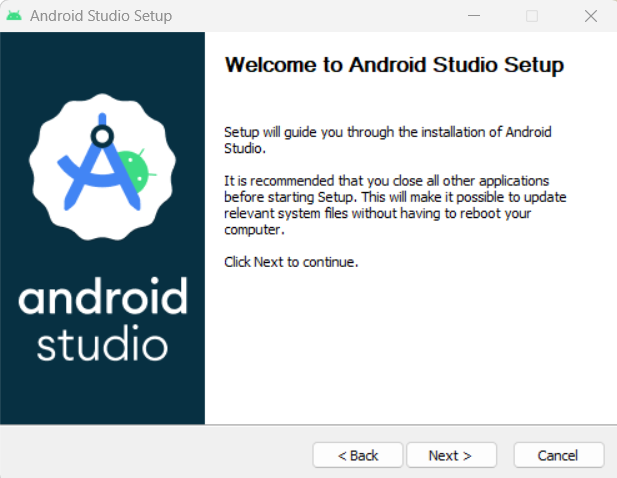 Android Studio Setup
Welcome to Android Studio Setup
Setup will guide you through the installation of Android
Studio.
It is recommended that you close all other applications
before starting Setup. This will make it possible to update
relevant system files without having to reboot your
computer.
Click Next to continue.
android
studio
< Back
Next >
Cancel